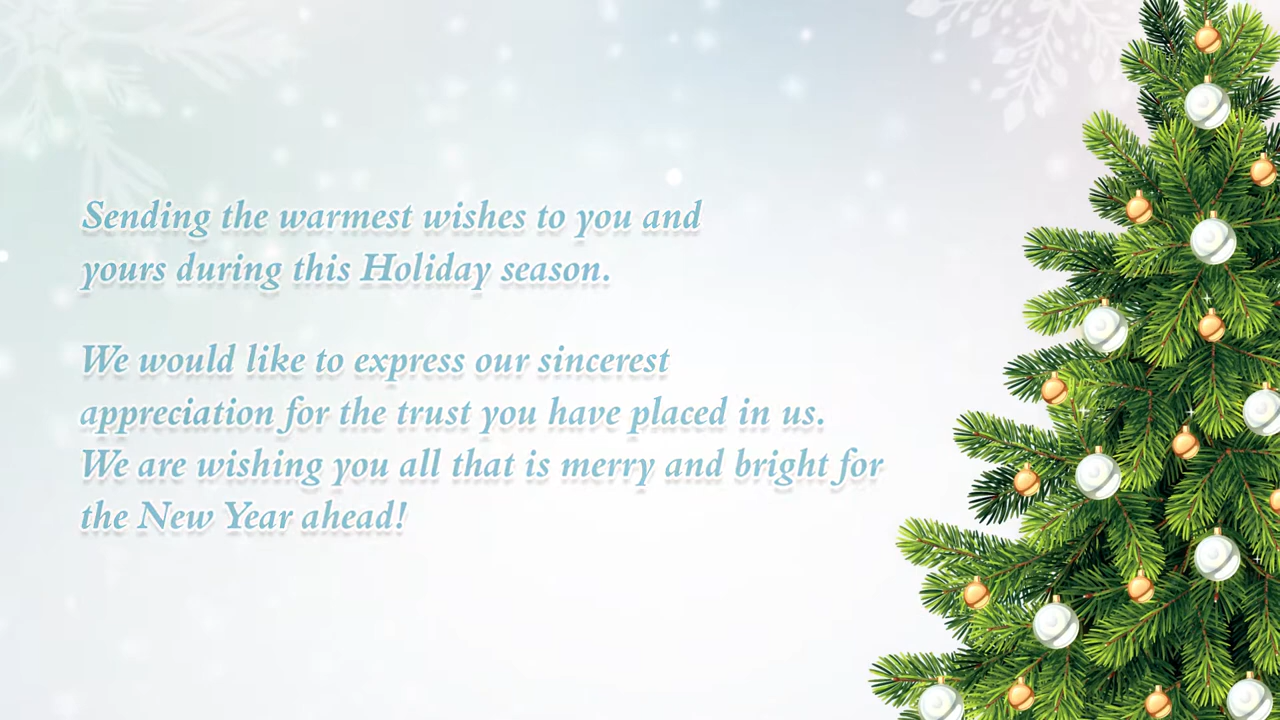 Sending the warmest wishes to you and
yours during this Holiday season.
We would like to express our sincerest
appreciation for the trust you have placed in us.
We are wishing you all that is merry and bright for
the New Year ahead!